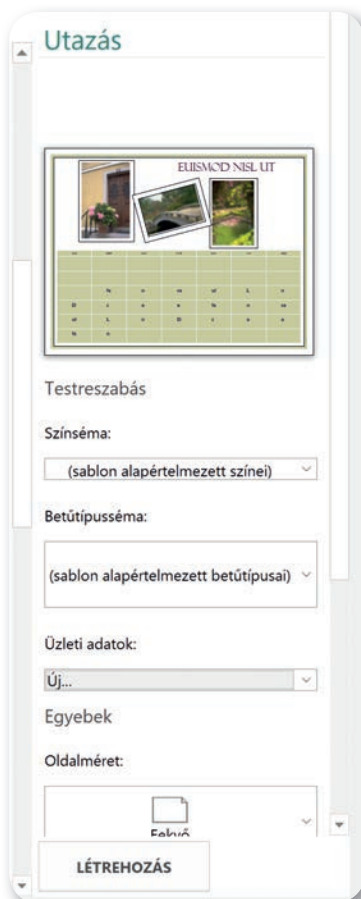 Utazás
EUISMOD NISL UT
Testreszabás
Színséma:
(sablon alapértelmezett színei)
Betűtípusséma:
(sablon alapértelmezett betűtípusai)
Üzleti adatok:
Új...
Egyebek
Oldalméret:
Fekvő
LÉTREHOZÁS